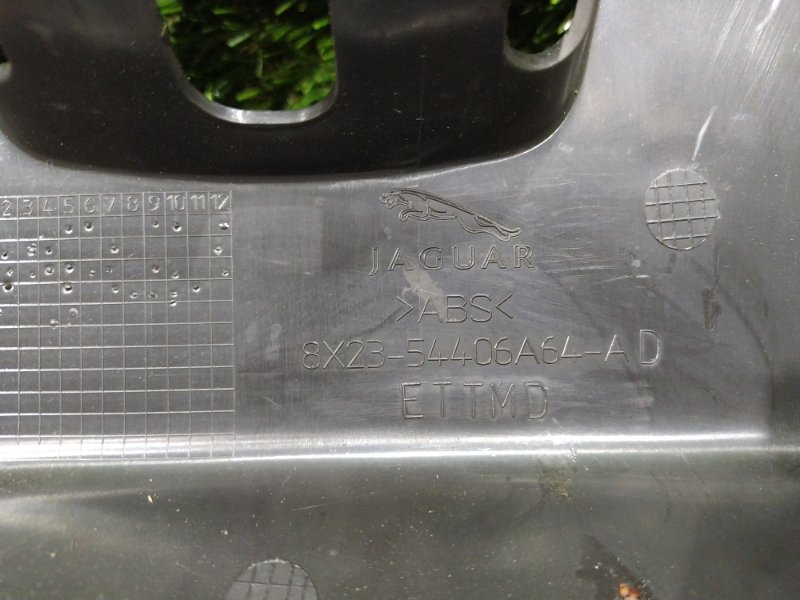 2 3 4 5 6 7 8 9 10 11 12
JAGUAR
>ABS<
8X23-54406A64-AD
ETTMD